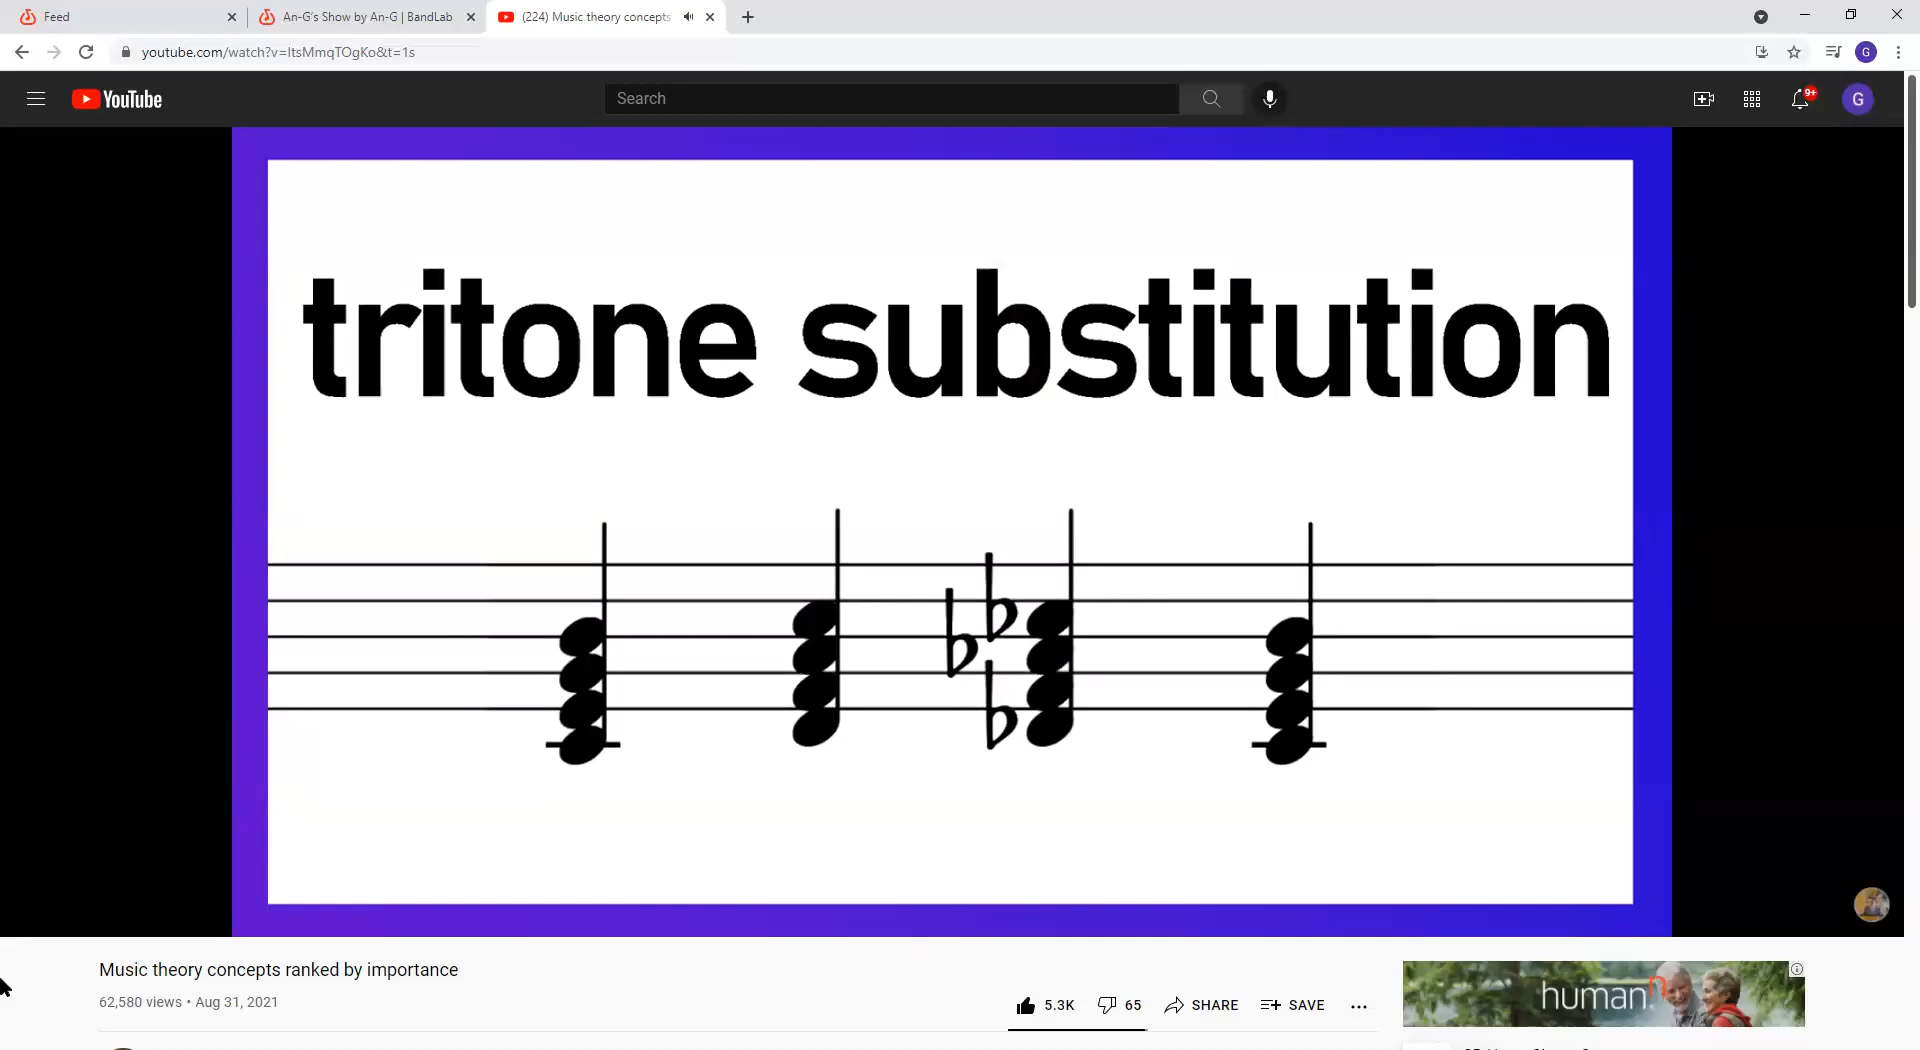 Feed
An-G's Show by An-G | BandLab
(224) Music theory concepts
youtube.com/watch?v=ItsMmqTOgKo&t=1s
G
YouTube
Search
9+
G
tritone substitution
Music theory concepts ranked by importance
62,580 views • Aug 31, 2021
5.3K
65
SHARE
SAVE
humann